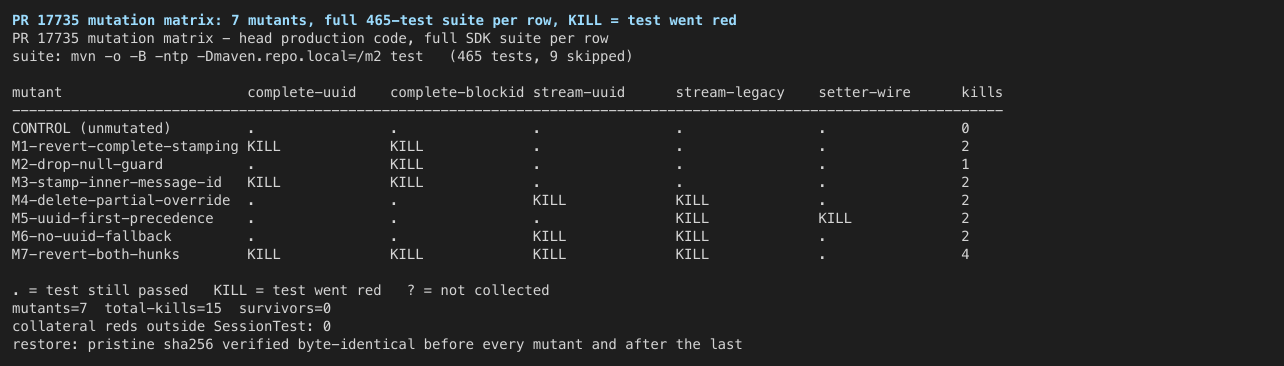 PR 17735 mutation matrix: 7 mutants, full 465-test suite per row, KILL = test went red
PR 17735 mutation matrix - head production code, full SDK suite per row
suite: mvn -o -B -ntp -Dmaven.repo.local=/m2 test   (465 tests, 9 skipped)

mutant                      complete-uuid    complete-blockid stream-uuid      stream-legacy    setter-wire      kills
----------------------------------------------------------------------------------------------------------------------
CONTROL (unmutated)         .                .                .                .                .                0
M1-revert-complete-stamping KILL             KILL             .                .                .                2
M2-drop-null-guard          .                KILL             .                .                .                1
M3-stamp-inner-message-id   KILL             KILL             .                .                .                2
M4-delete-partial-override  .                .                KILL             KILL             .                2
M5-uuid-first-precedence    .                .                .                KILL             KILL             2
M6-no-uuid-fallback         .                .                KILL             KILL             .                2
M7-revert-both-hunks        KILL             KILL             KILL             KILL             .                4

. = test still passed   KILL = test went red   ? = not collected
mutants=7  total-kills=15  survivors=0
collateral reds outside SessionTest: 0
restore: pristine sha256 verified byte-identical before every mutant and after the last